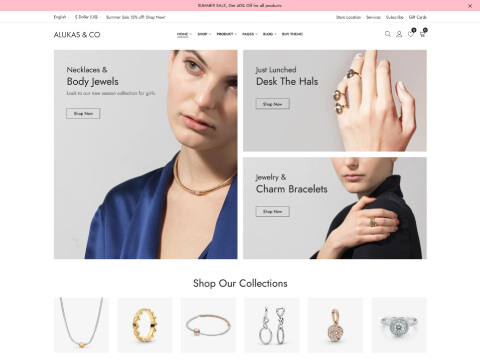 SUMMER SALE, Get 40% Off for all products.
English
$ Dollar (US)
Summer Sale 15% off! Shop Now!
Store Location
Services
Subscribe
Gift Cards
ALUKAS & CO
HOME
SHOP
PRODUCT
PAGES
BLOG
BUY THEME
0
0
Necklaces &
Body Jewels
Look to our new season collection for girls.
Shop Now
Just Lunched
Desk The Hals
Shop Now
Jewelry &
Charm Bracelets
Shop Now
Shop Our Collections